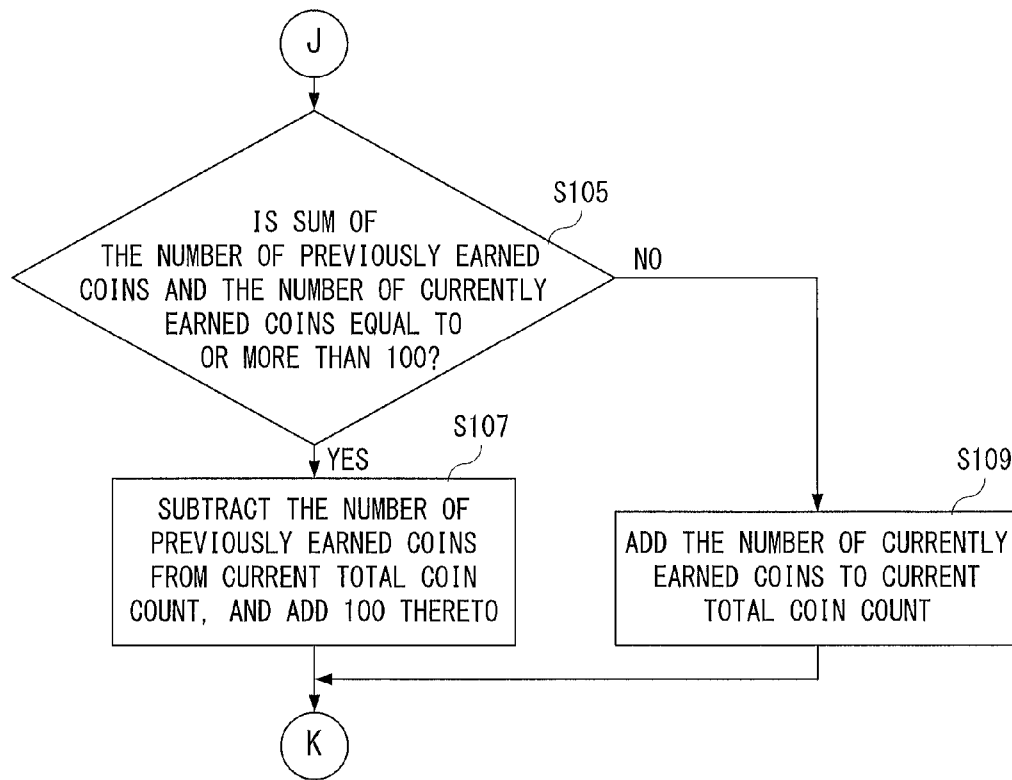 J
S105
IS SUM OF
THE NUMBER OF PREVIOUSLY EARNED
COINS AND THE NUMBER OF CURRENTLY
EARNED COINS EQUAL TO
OR MORE THAN 100?
NO
YES
S107
SUBTRACT THE NUMBER OF
PREVIOUSLY EARNED COINS
FROM CURRENT TOTAL COIN
COUNT, AND ADD 100 THERETO
S109
ADD THE NUMBER OF CURRENTLY
EARNED COINS TO CURRENT
TOTAL COIN COUNT
K